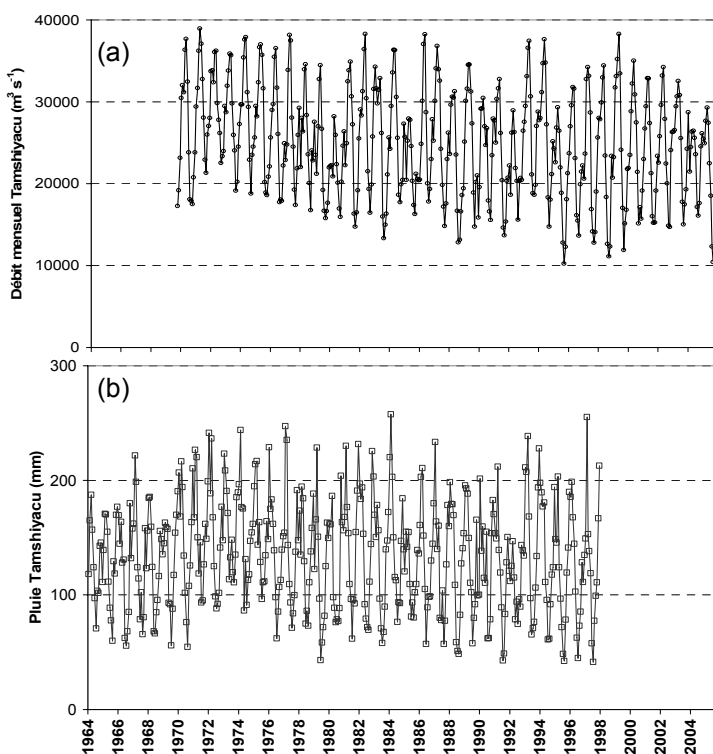 (a)
Débit mensuel Tamshiyacu (m³ s⁻¹)
40000
30000
20000
10000
0
(b)
Pluie Tamshiyacu (mm)
300
200
100
0
1964 1966 1968 1970 1972 1974 1976 1978 1980 1982 1984 1986 1988 1990 1992 1994 1996 1998 2000 2002 2004